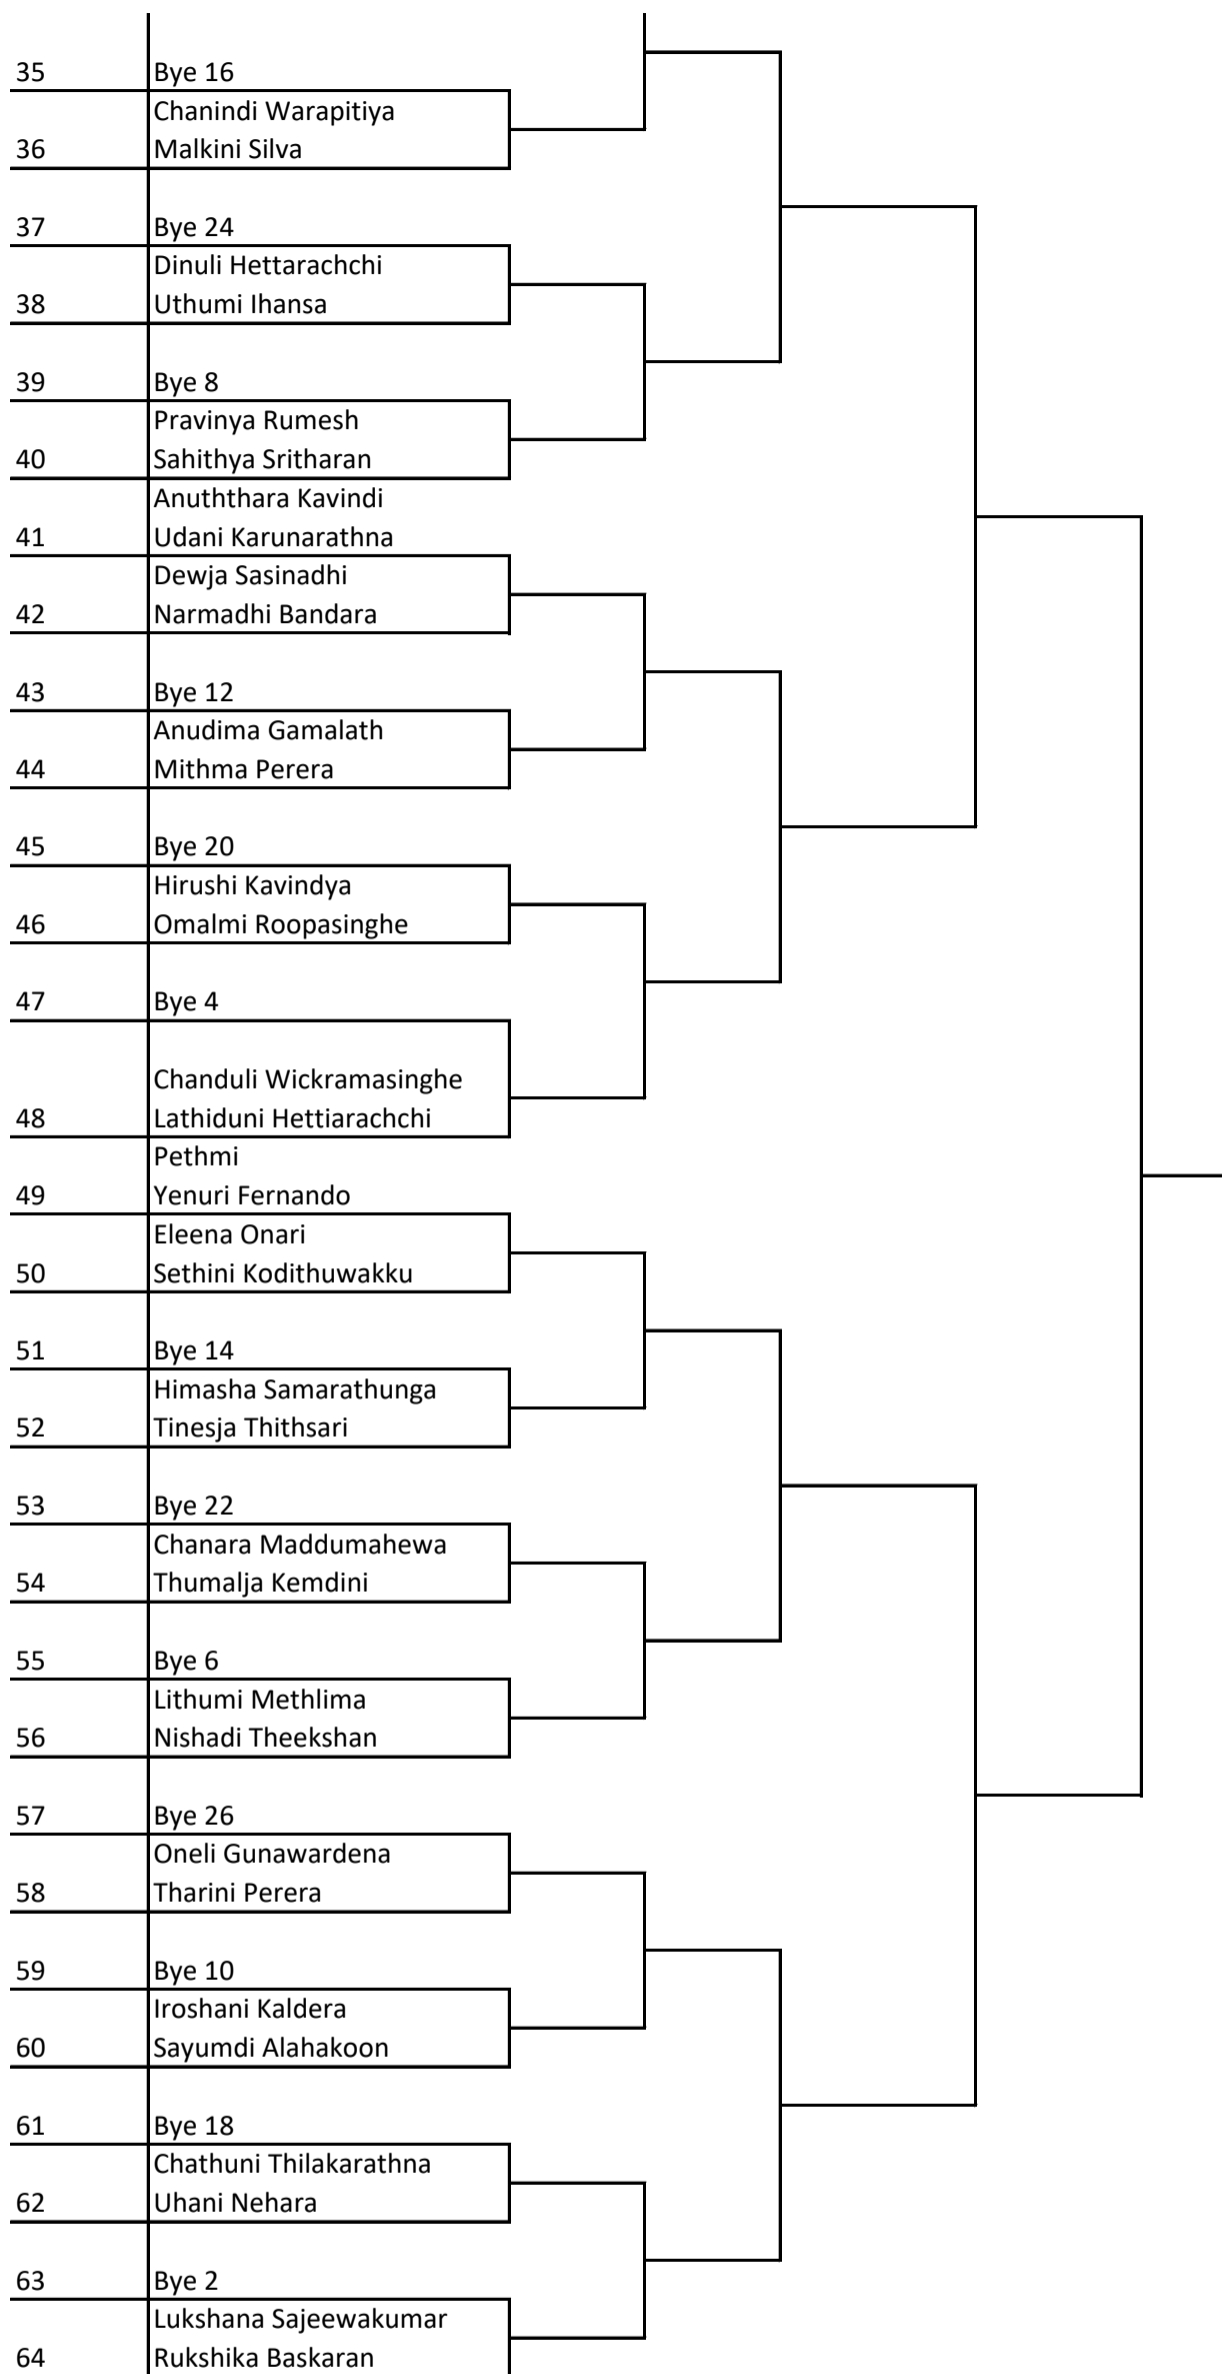 35 Bye 16
Chanindi Warapitiya
36 Malkini Silva
37 Bye 24
Dinuli Hettarachchi
38 Uthumi Ihansa
39 Bye 8
Pravinya Rumesh
40 Sahithya Sritharan
Anuththara Kavindi
41 Udani Karunarathna
Dewja Sasinadhi
42 Narmadhi Bandara
43 Bye 12
Anudima Gamalath
44 Mithma Perera
45 Bye 20
Hirushi Kavindya
46 Omalmi Roopasinghe
47 Bye 4
Chanduli Wickramasinghe
48 Lathiduni Hettiarachchi
Pethmi
49 Yenuri Fernando
Eleena Onari
50 Sethini Kodithuwakku
51 Bye 14
Himasha Samarathunga
52 Tinesja Thithsari
53 Bye 22
Chanara Maddumahewa
54 Thumalja Kemdini
55 Bye 6
Lithumi Methlima
56 Nishadi Theekshan
57 Bye 26
Oneli Gunawardena
58 Tharini Perera
59 Bye 10
Iroshani Kaldera
60 Sayumdi Alahakoon
61 Bye 18
Chathuni Thilakarathna
62 Uhani Nehara
63 Bye 2
Lukshana Sajeewakumar
64 Rukshika Baskaran